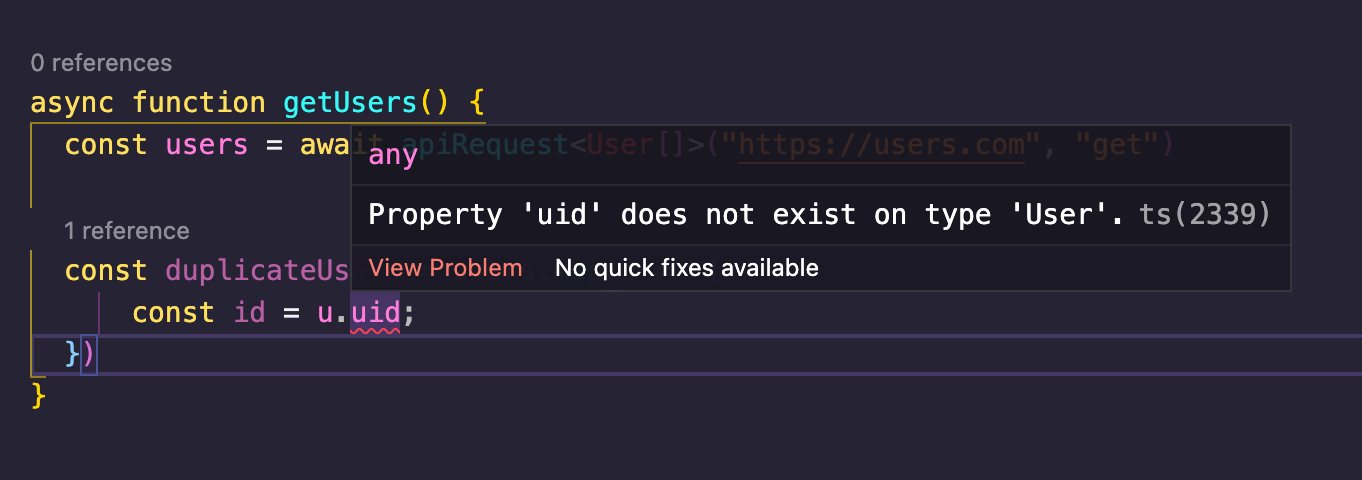 0 references
async function getUsers() {
const users = await apiRequest<User[]>("https://users.com", "get")
any
Property 'uid' does not exist on type 'User'. ts(2339)
1 reference
const duplicateUs
View Problem No quick fixes available
const id = u.uid;
})
}